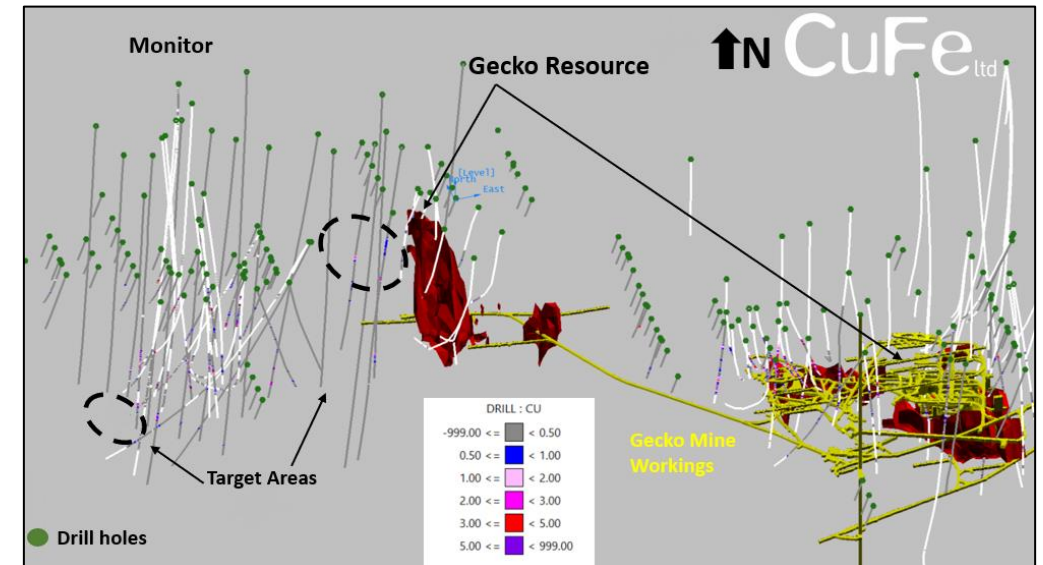 Monitor
N
CuFe ltd
Gecko Resource
[Level]
North
East
Gecko Mine
Workings
Target Areas
Drill holes
DRILL : CU
-999.00 <= < 0.50
0.50 <= < 1.00
1.00 <= < 2.00
2.00 <= < 3.00
3.00 <= < 5.00
5.00 <= < 999.00